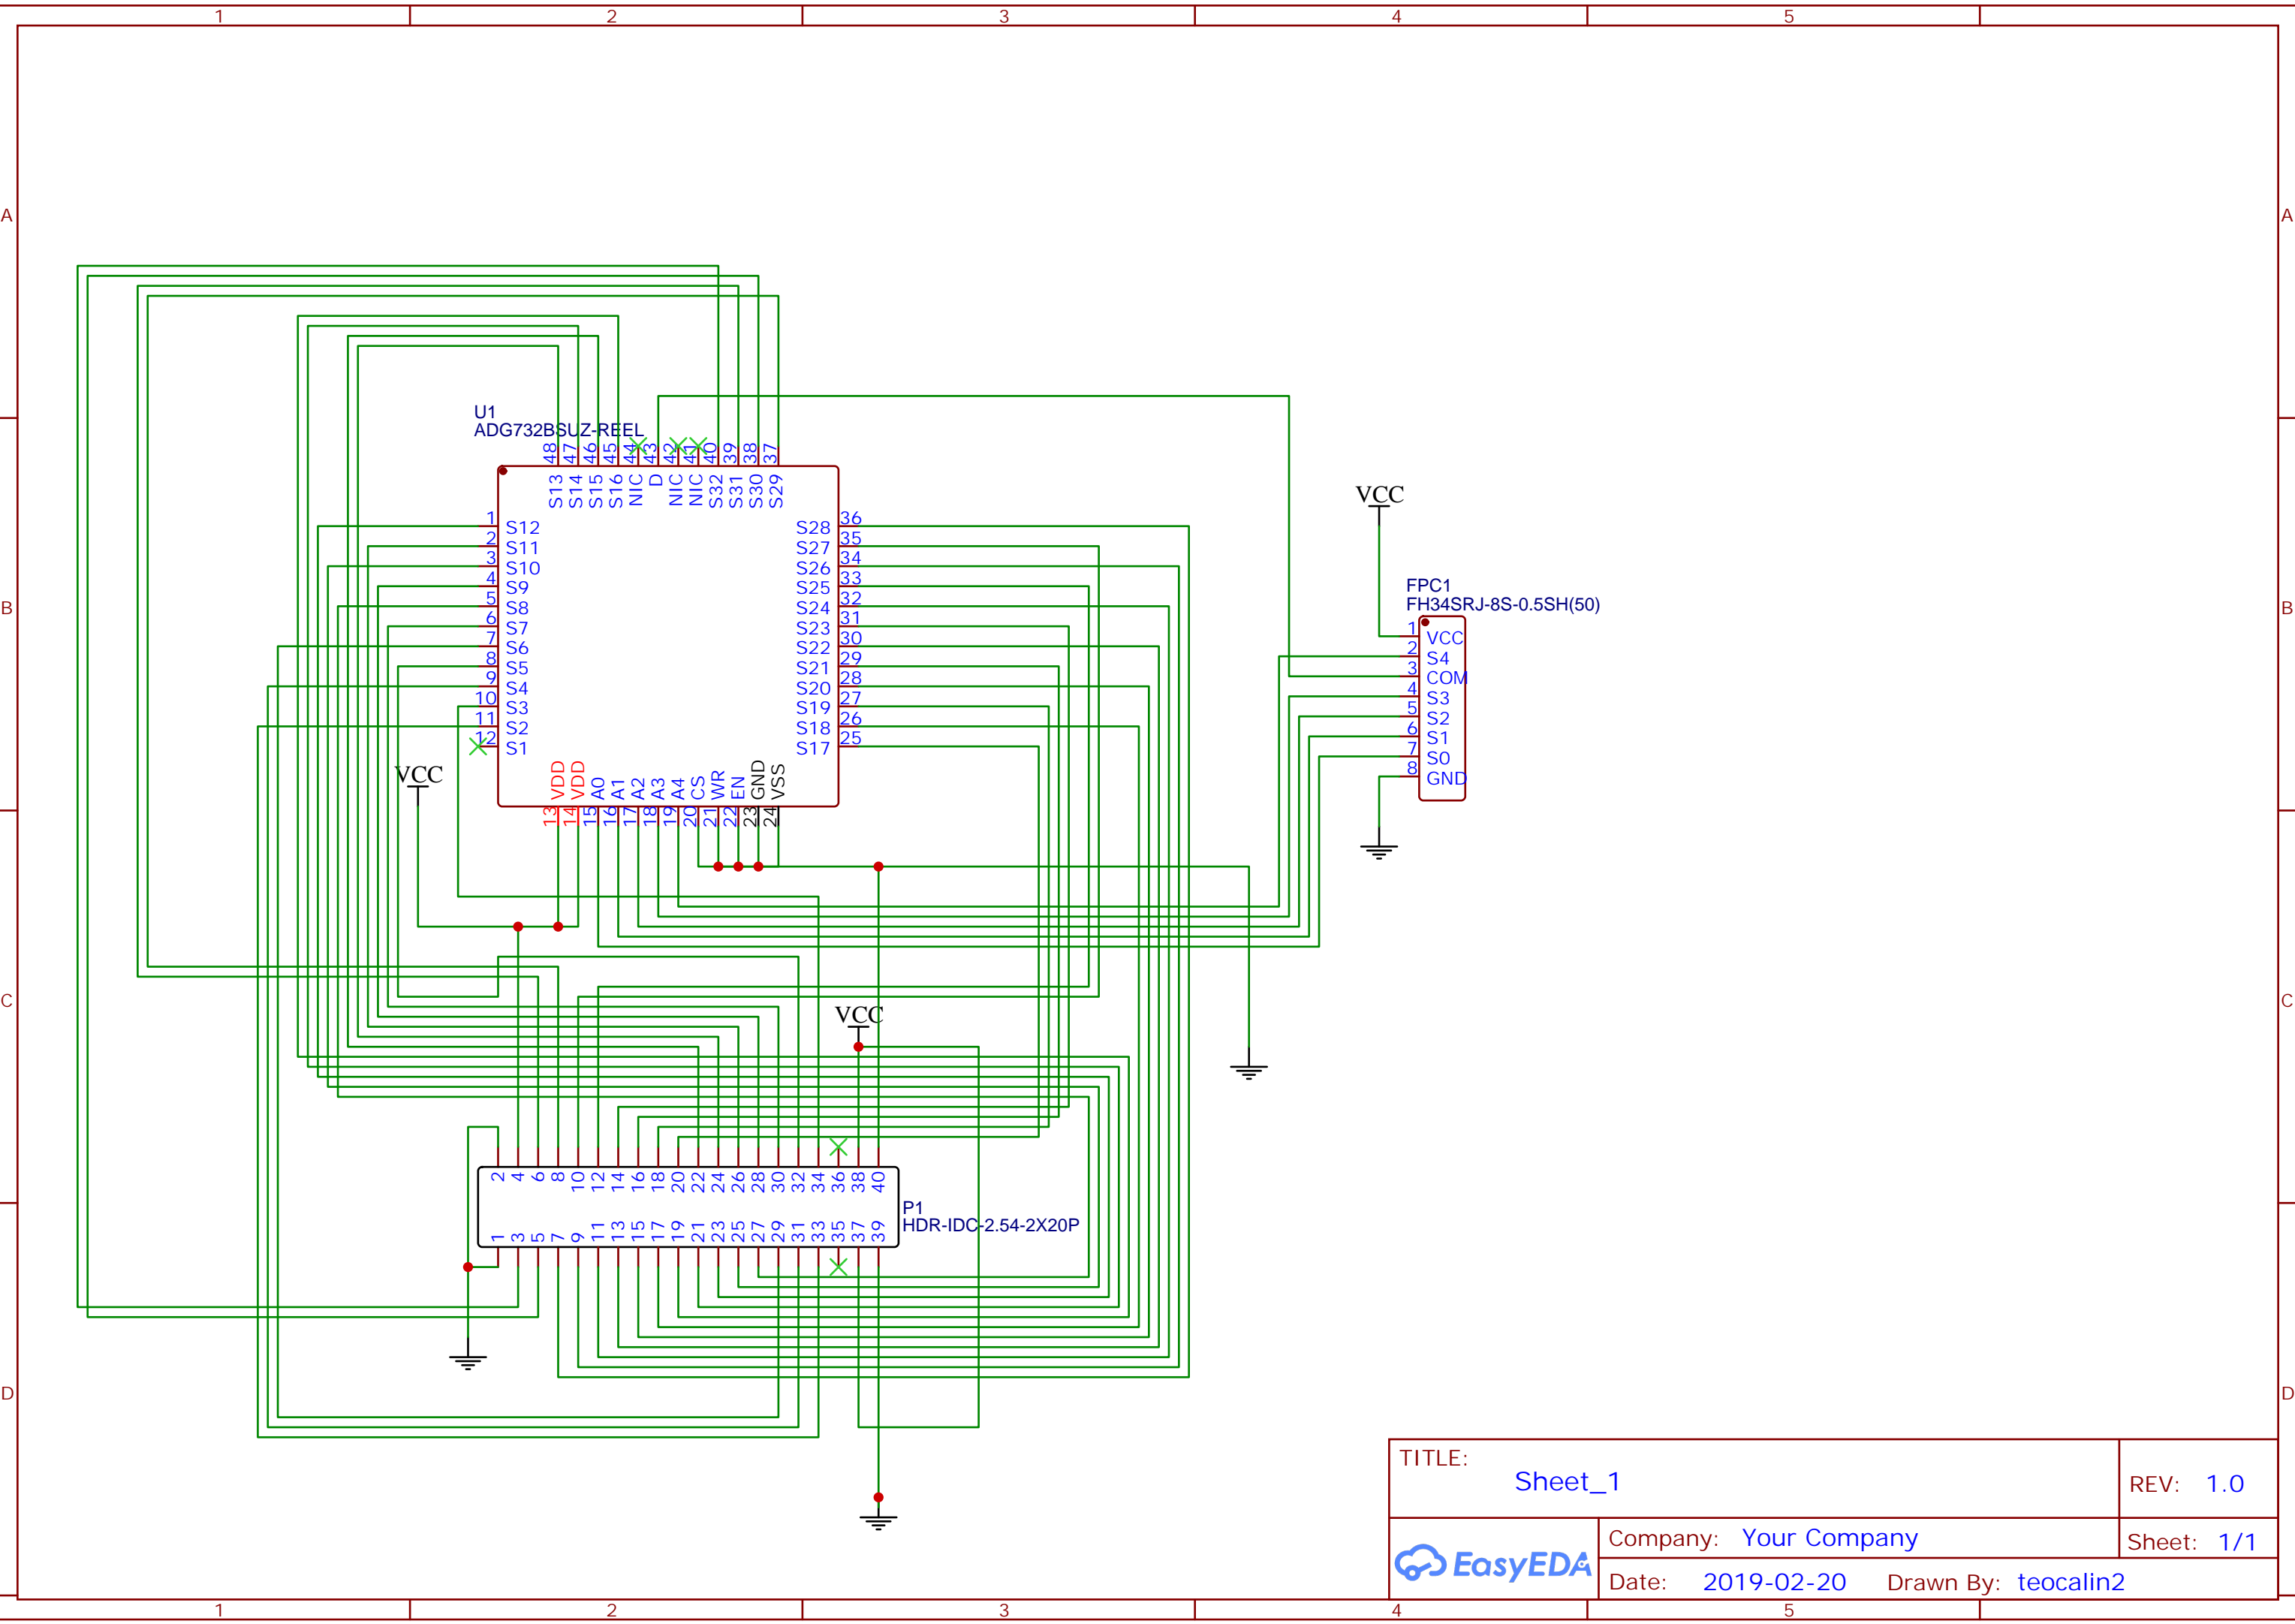 1 2 3 4 5
A A
U1
ADG732BSUZ-REEL
48 47 46 45 44 43 42 41 40 39 38 37
S13 S14 S15 S16 NIC D NIC NIC S32 S31 S30 S29
1 S12 S28 36
2 S11 S27 35
3 S10 S26 34
4 S9 S25 33
5 S8 S24 32
6 S7 S23 31
7 S6 S22 30
8 S5 S21 29
9 S4 S20 28
10 S3 S19 27
11 S2 S18 26
12 S1 S17 25
VDD VDD A0 A1 A2 A3 A4 CS WR EN GND VSS
13 14 15 16 17 18 19 20 21 22 23 24
VCC
VCC
B B
FPC1
FH34SRJ-8S-0.5SH(50)
1 VCC
2 S4
3 COM
4 S3
5 S2
6 S1
7 S0
8 GND
C C
VCC
2 4 6 8 10 12 14 16 18 20 22 24 26 28 30 32 34 36 38 40
1 3 5 7 9 11 13 15 17 19 21 23 25 27 29 31 33 35 37 39
P1
HDR-IDC-2.54-2X20P
D D
TITLE:
Sheet_1
REV: 1.0
EasyEDA
Company: Your Company
Sheet: 1/1
Date: 2019-02-20 Drawn By: teocalin2
1 2 3 4 5